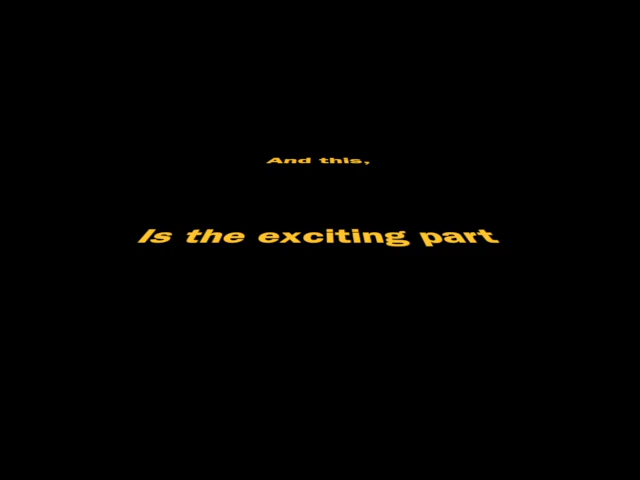 And this,
Is the exciting part